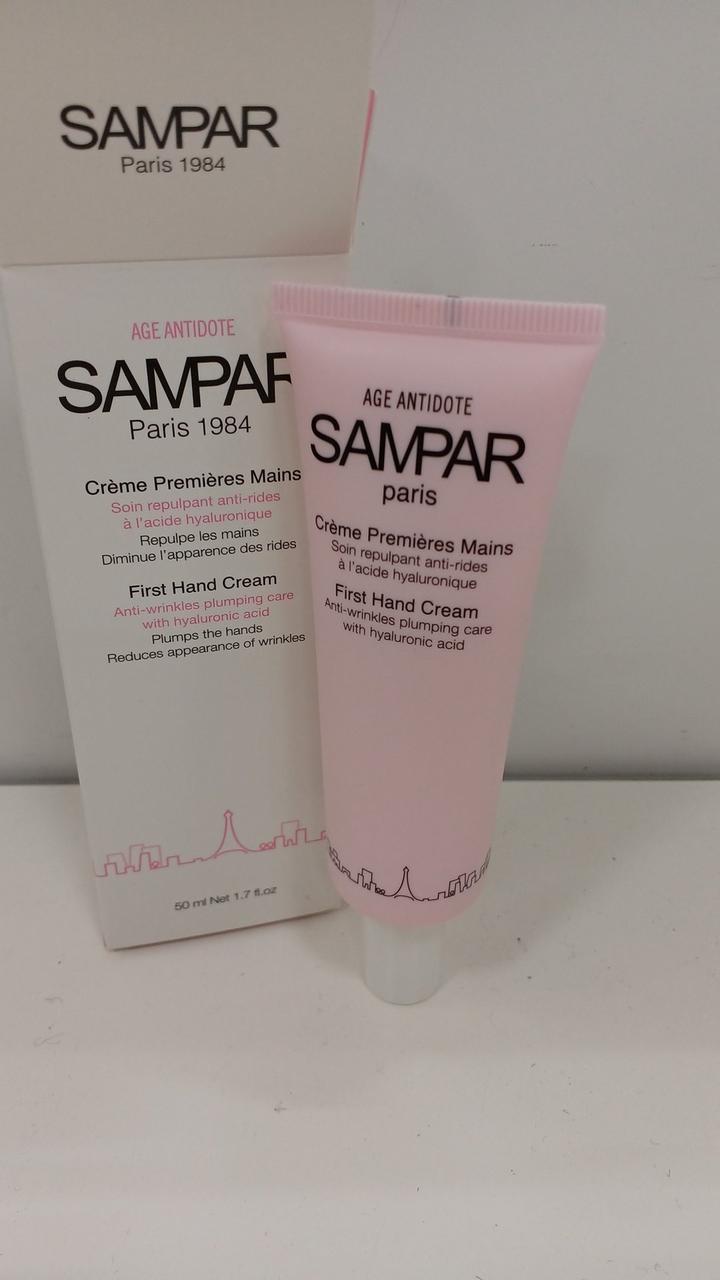 SAMPAR
Paris 1984
AGE ANTIDOTE
SAMPAR
Paris 1984
Crème Premières Mains
Soin repulpant anti-rides
à l'acide hyaluronique
Repulpe les mains
Diminue l'apparence des rides
First Hand Cream
Anti-wrinkles plumping care
with hyaluronic acid
Plumps the hands
Reduces appearance of wrinkles
50 ml Net 1.7 fl.oz
AGE ANTIDOTE
SAMPAR
paris
Crème Premières Mains
Soin repulpant anti-rides
à l'acide hyaluronique
First Hand Cream
Anti-wrinkles plumping care
with hyaluronic acid